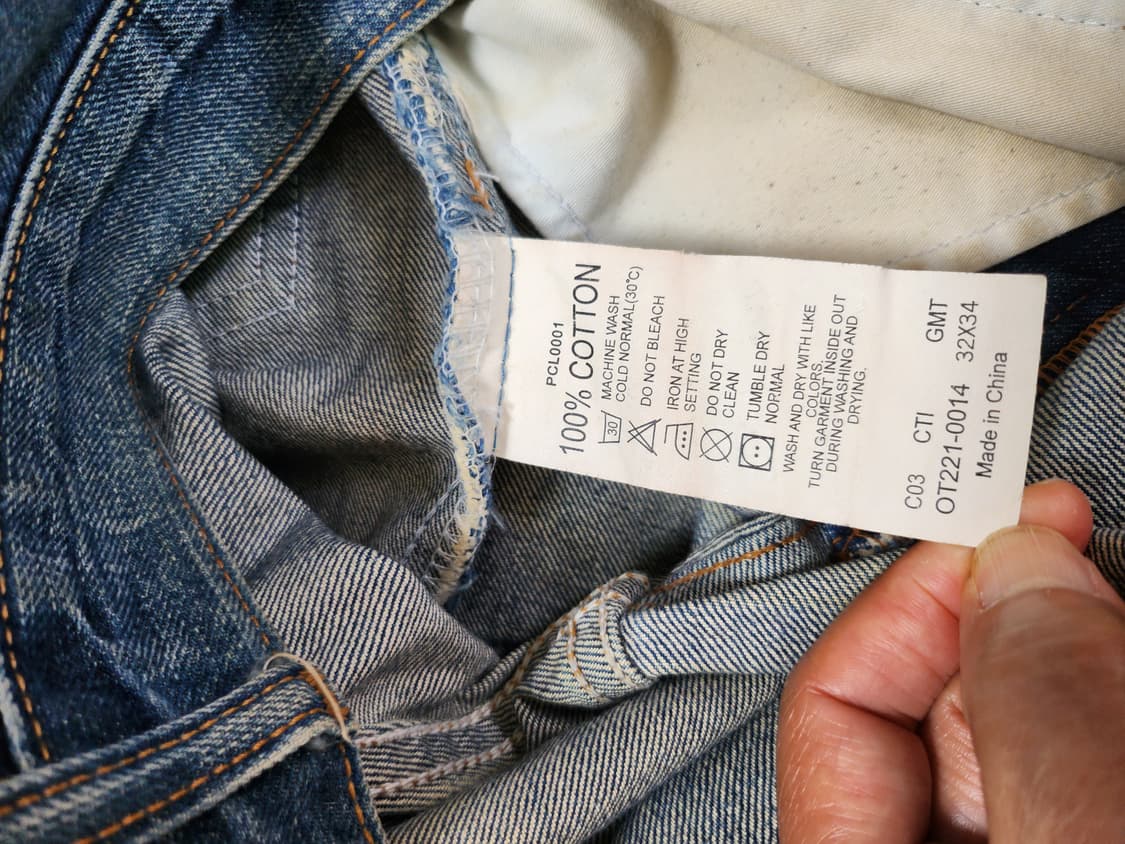 PCL0001
100% COTTON
30
MACHINE WASH
COLD NORMAL(30°C)
DO NOT BLEACH
IRON AT HIGH
SETTING
DO NOT DRY
CLEAN
TUMBLE DRY
NORMAL
WASH AND DRY WITH LIKE
COLORS.
TURN GARMENT INSIDE OUT
DURING WASHING AND
DRYING.
C03 CTI GMT
OT221-0014 32X34
Made in China